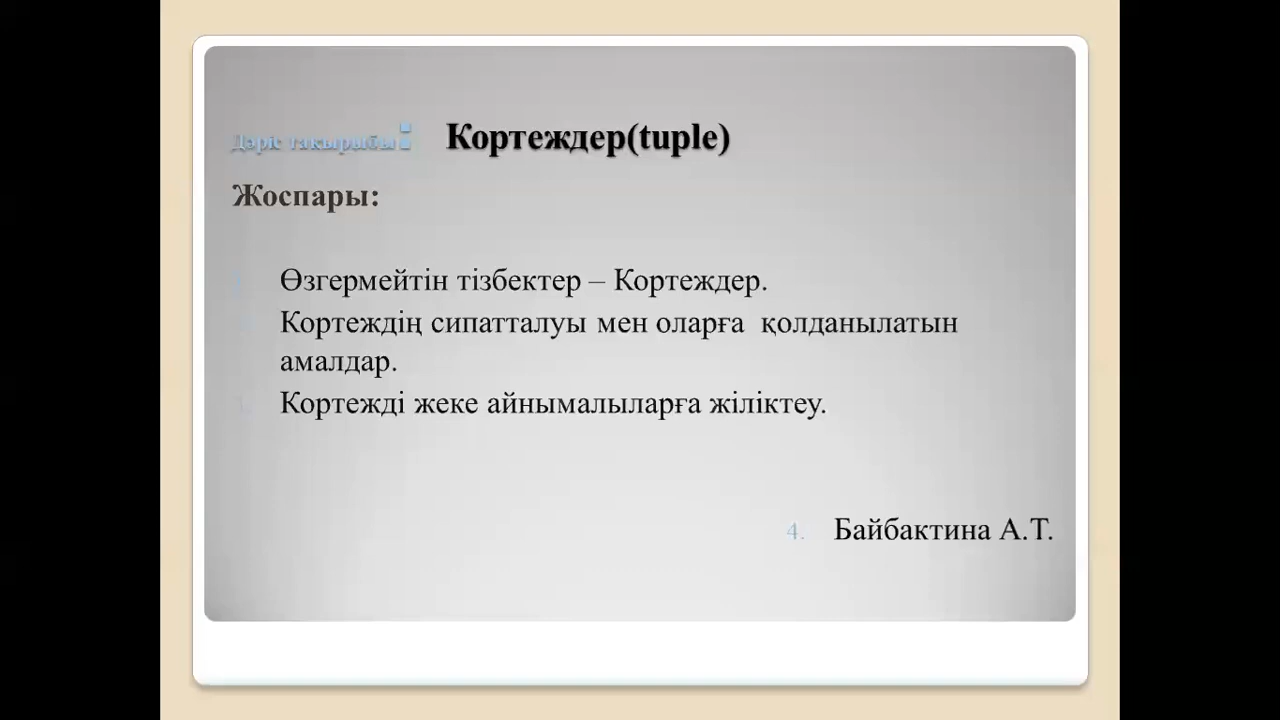 Дәріс тақырыбы: Кортеждер(tuple)
Жоспары:
Өзгермейтін тізбектер – Кортеждер.
Кортеждің сипатталуы мен оларға қолданылатын
амалдар.
3. Кортежді жеке айнымалыларға жіліктеу.
4. Байбактина А.Т.